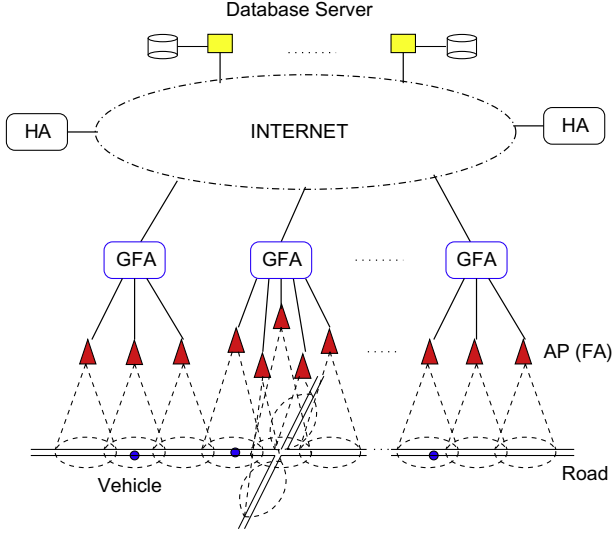 Database Server
HA
INTERNET
HA
GFA
GFA
GFA
AP (FA)
Vehicle
Road